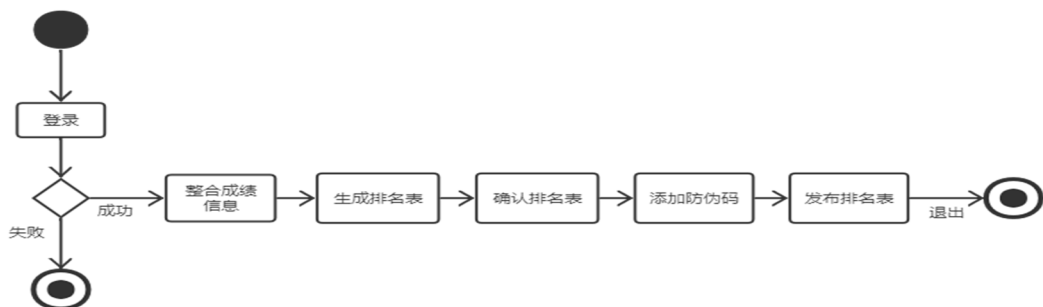 登录
成功
失败
整合成绩
信息
生成排名表
确认排名表
添加防伪码
发布排名表
退出